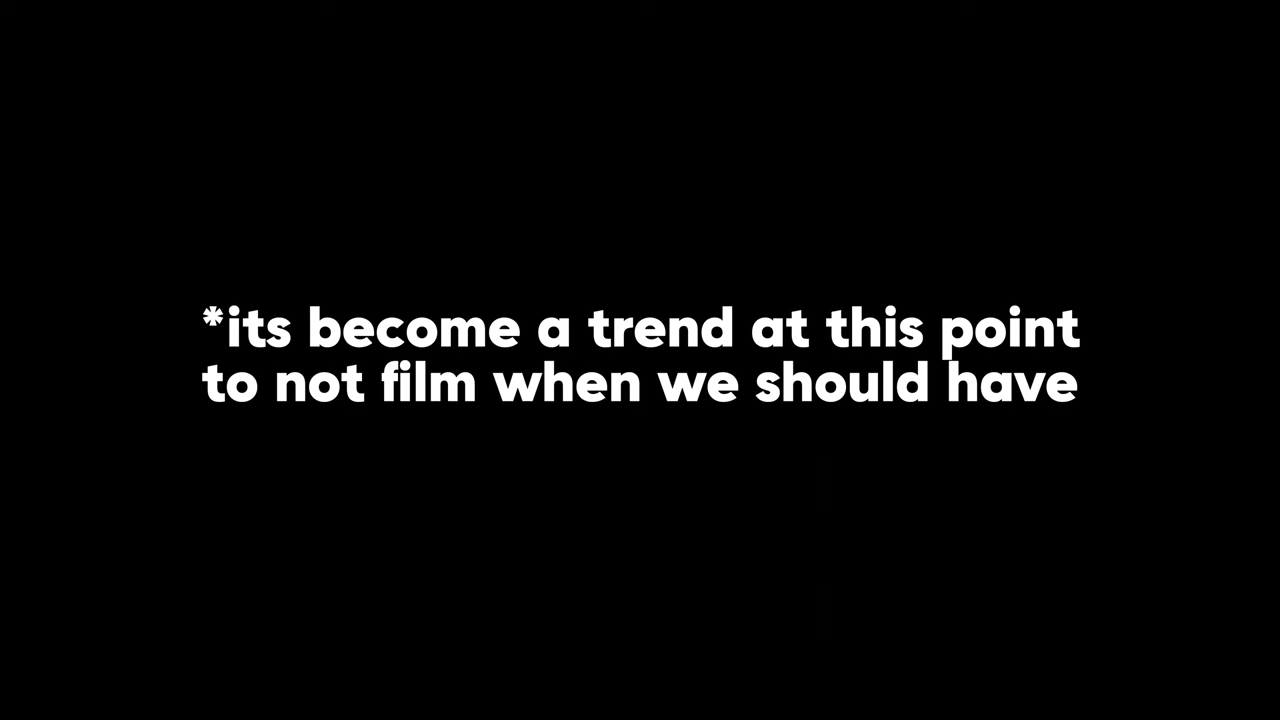 *its become a trend at this point
to not film when we should have